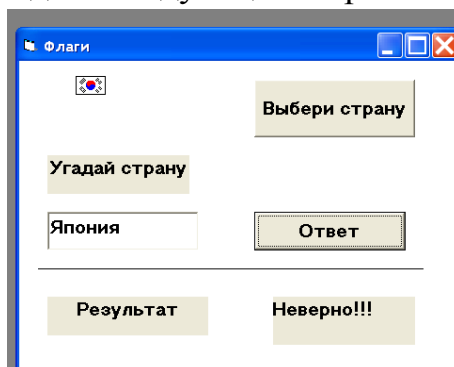 Флаги
Выбери страну
Угадай страну
Япония
Ответ
Результат
Неверно!!!